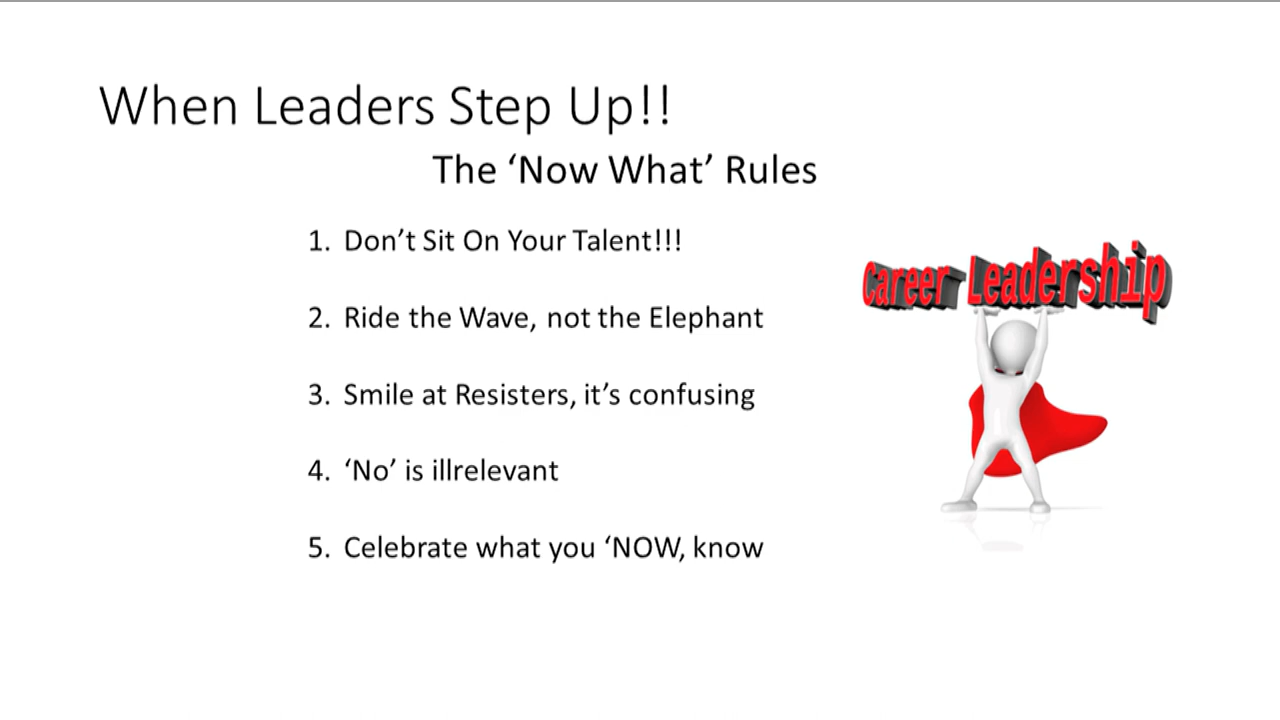 When Leaders Step Up!!
The ‘Now What’ Rules
1. Don’t Sit On Your Talent!!!
2. Ride the Wave, not the Elephant
3. Smile at Resisters, it’s confusing
4. ‘No’ is illrelevant
5. Celebrate what you ‘NOW, know
Career Leadership